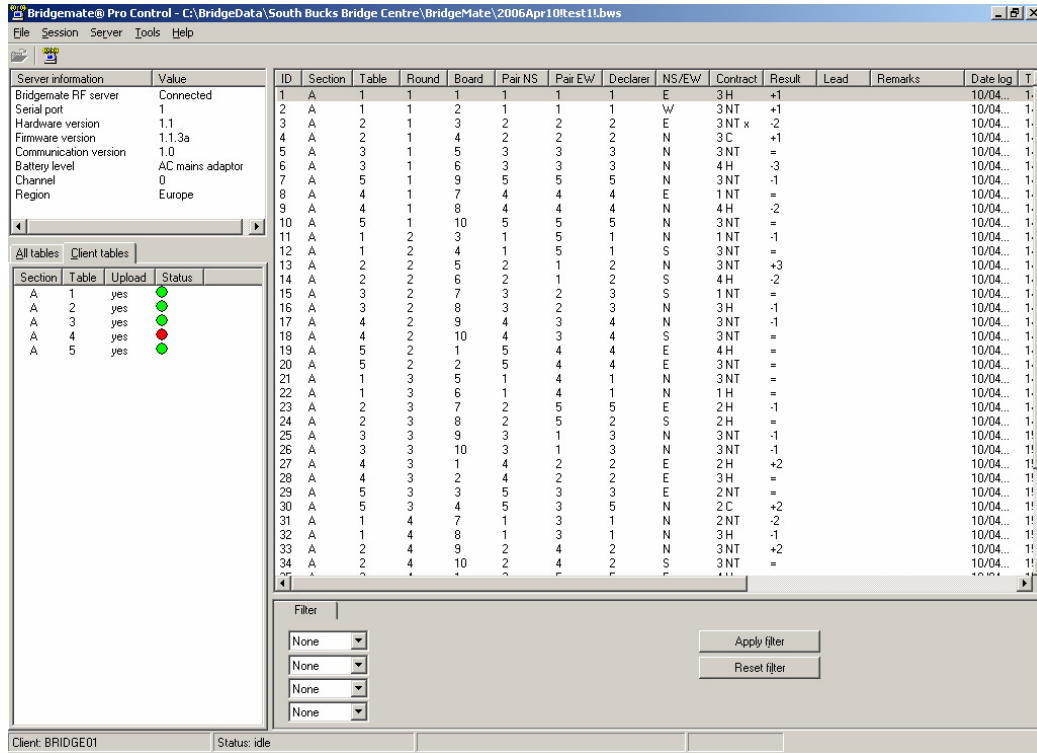 Bridgemate® Pro Control - C:\BridgeData\South Bucks Bridge Centre\BridgeMate\2006Apr10!test1!.bws
File Session Server Tools Help
Server information Value
Bridgemate RF server Connected
Serial port 1
Hardware version 1.1
Firmware version 1.1.3a
Communication version 1.0
Battery level AC mains adaptor
Channel 0
Region Europe
All tables Client tables
Section Table Upload Status
A 1 yes
A 2 yes
A 3 yes
A 4 yes
A 5 yes
ID Section Table Round Board Pair NS Pair EW Declarer NS/EW Contract Result Lead Remarks Date log T
1 A 1 1 1 1 1 1 E 3 H +1 10/04...
2 A 1 1 2 1 1 1 W 3 NT +1 10/04...
3 A 2 1 3 2 2 2 E 3 NT x -2 10/04...
4 A 2 1 4 2 2 2 N 3 C +1 10/04...
5 A 3 1 5 3 3 3 N 3 NT = 10/04...
6 A 3 1 6 3 3 3 N 4 H -3 10/04...
7 A 5 1 9 5 5 5 N 3 NT -1 10/04...
8 A 4 1 7 4 4 4 E 1 NT = 10/04...
9 A 4 1 8 4 4 4 N 4 H -2 10/04...
10 A 5 1 10 5 5 5 N 3 NT = 10/04...
11 A 1 2 3 1 5 1 N 1 NT -1 10/04...
12 A 1 2 4 1 5 1 S 3 NT = 10/04...
13 A 2 2 5 2 1 2 N 3 NT +3 10/04...
14 A 2 2 6 2 1 2 S 4 H -2 10/04...
15 A 3 2 7 3 2 3 S 1 NT = 10/04...
16 A 3 2 8 3 2 3 N 3 H -1 10/04...
17 A 4 2 9 4 3 4 N 3 NT -1 10/04...
18 A 4 2 10 4 3 4 S 3 NT = 10/04...
19 A 5 2 1 5 4 4 E 4 H = 10/04...
20 A 5 2 2 5 4 4 E 3 NT = 10/04...
21 A 1 3 5 1 4 1 N 3 NT = 10/04...
22 A 1 3 6 1 4 1 N 1 H = 10/04...
23 A 2 3 7 2 5 5 E 2 H -1 10/04...
24 A 2 3 8 2 5 2 S 2 H = 10/04...
25 A 3 3 9 3 1 3 N 3 NT -1 10/04...
26 A 3 3 10 3 1 3 N 3 NT -1 10/04...
27 A 4 3 1 4 2 2 E 2 H +2 10/04...
28 A 4 3 2 4 2 2 E 3 H = 10/04...
29 A 5 3 3 5 3 3 E 2 NT = 10/04...
30 A 5 3 4 5 3 5 N 2 C +2 10/04...
31 A 1 4 7 1 3 1 N 2 NT -2 10/04...
32 A 1 4 8 1 3 1 N 3 H -1 10/04...
33 A 2 4 9 2 4 2 N 3 NT +2 10/04...
34 A 2 4 10 2 4 2 S 3 NT = 10/04...
Filter
None
None
None
None
Apply filter
Reset filter
Client: BRIDGE01 Status: idle